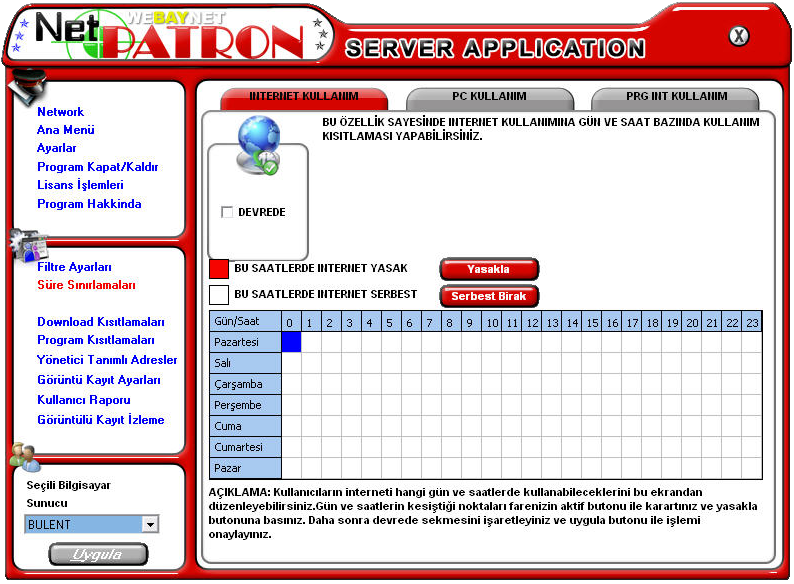 Net WEBAYNET
PATRON SERVER APPLICATION X
Network
Ana Menü
Ayarlar
Program Kapat/Kaldır
Lisans İşlemleri
Program Hakkinda
Filtre Ayarları
Süre Sınırlamaları
Download Kısıtlamaları
Program Kısıtlamaları
Yönetici Tanımlı Adresler
Görüntü Kayıt Ayarları
Kullanıcı Raporu
Görüntülü Kayıt İzleme
Seçili Bilgisayar
Sunucu
BULENT
Uygula
INTERNET KULLANIM PC KULLANIM PRG INT KULLANIM
BU ÖZELLİK SAYESİNDE INTERNET KULLANIMINA GÜN VE SAAT BAZINDA KULLANIM
KISITLAMASI YAPABİLİRSİNİZ.
DEVREDE
BU SAATLERDE INTERNET YASAK Yasakla
BU SAATLERDE INTERNET SERBEST Serbest Birak
Gün/Saat 0 1 2 3 4 5 6 7 8 9 10 11 12 13 14 15 16 17 18 19 20 21 22 23
Pazartesi
Salı
Çarşamba
Perşembe
Cuma
Cumartesi
Pazar
AÇIKLAMA: Kullanıcıların interneti hangi gün ve saatlerde kullanabileceklerini bu ekrandan
düzenleyebilirsiniz.Gün ve saatlerin kesiştiği noktaları farenizin aktif butonu ile karartınız ve yasakla
butonuna basınız. Daha sonra devrede sekmesini işaretleyiniz ve uygula butonu ile işlemi
onaylayınız.